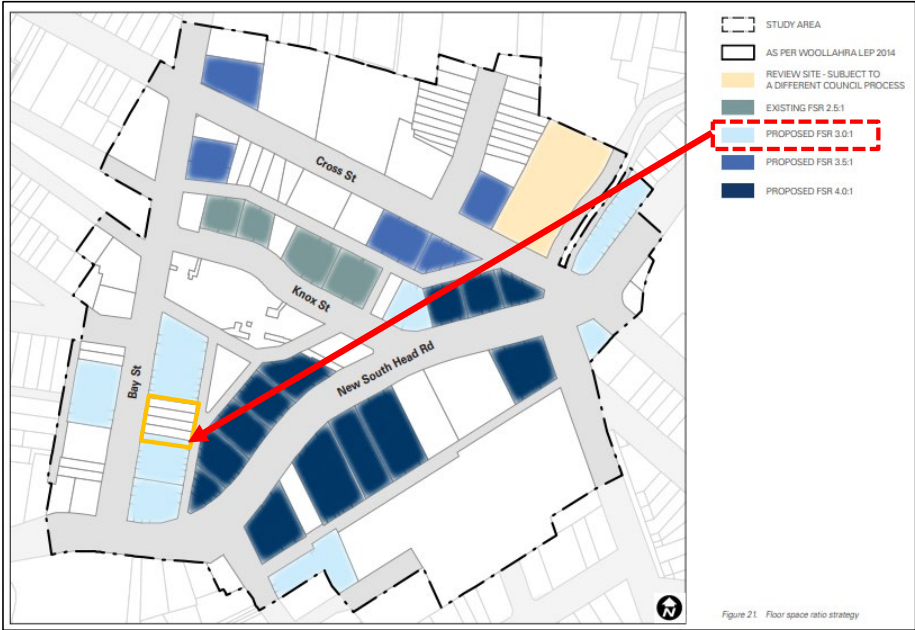 STUDY AREA
AS PER WOOLLAHRA LEP 2014
REVIEW SITE - SUBJECT TO
A DIFFERENT COUNCIL PROCESS
EXISTING FSR 2.5:1
PROPOSED FSR 3.0:1
PROPOSED FSR 3.5:1
PROPOSED FSR 4.0:1
Cross St
Knox St
New South Head Rd
Bay St
N
Figure 21. Floor space ratio strategy